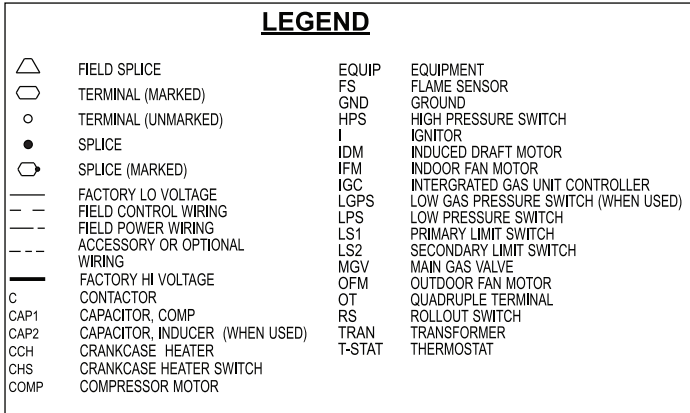 LEGEND
FIELD SPLICE
TERMINAL (MARKED)
TERMINAL (UNMARKED)
SPLICE
SPLICE (MARKED)
FACTORY LO VOLTAGE
FIELD CONTROL WIRING
FIELD POWER WIRING
ACCESSORY OR OPTIONAL
WIRING
FACTORY HI VOLTAGE
C CONTACTOR
CAP1 CAPACITOR, COMP
CAP2 CAPACITOR, INDUCER (WHEN USED)
CCH CRANKCASE HEATER
CHS CRANKCASE HEATER SWITCH
COMP COMPRESSOR MOTOR
EQUIP EQUIPMENT
FS FLAME SENSOR
GND GROUND
HPS HIGH PRESSURE SWITCH
I IGNITOR
IDM INDUCED DRAFT MOTOR
IFM INDOOR FAN MOTOR
IGC INTERGRATED GAS UNIT CONTROLLER
LGPS LOW GAS PRESSURE SWITCH (WHEN USED)
LPS LOW PRESSURE SWITCH
LS1 PRIMARY LIMIT SWITCH
LS2 SECONDARY LIMIT SWITCH
MGV MAIN GAS VALVE
OFM OUTDOOR FAN MOTOR
OT QUADRUPLE TERMINAL
RS ROLLOUT SWITCH
TRAN TRANSFORMER
T-STAT THERMOSTAT